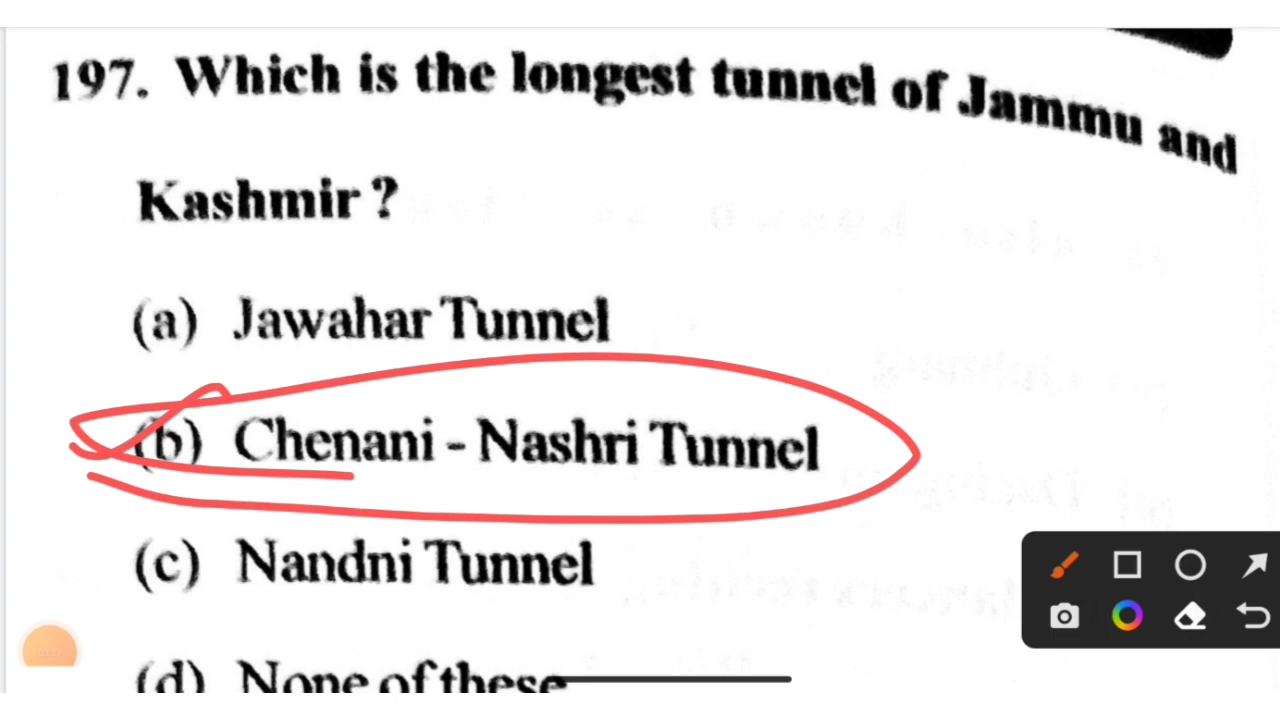 197. Which is the longest tunnel of Jammu and
Kashmir ?
(a) Jawahar Tunnel
(b) Chenani - Nashri Tunnel
(c) Nandni Tunnel
(d) None of these